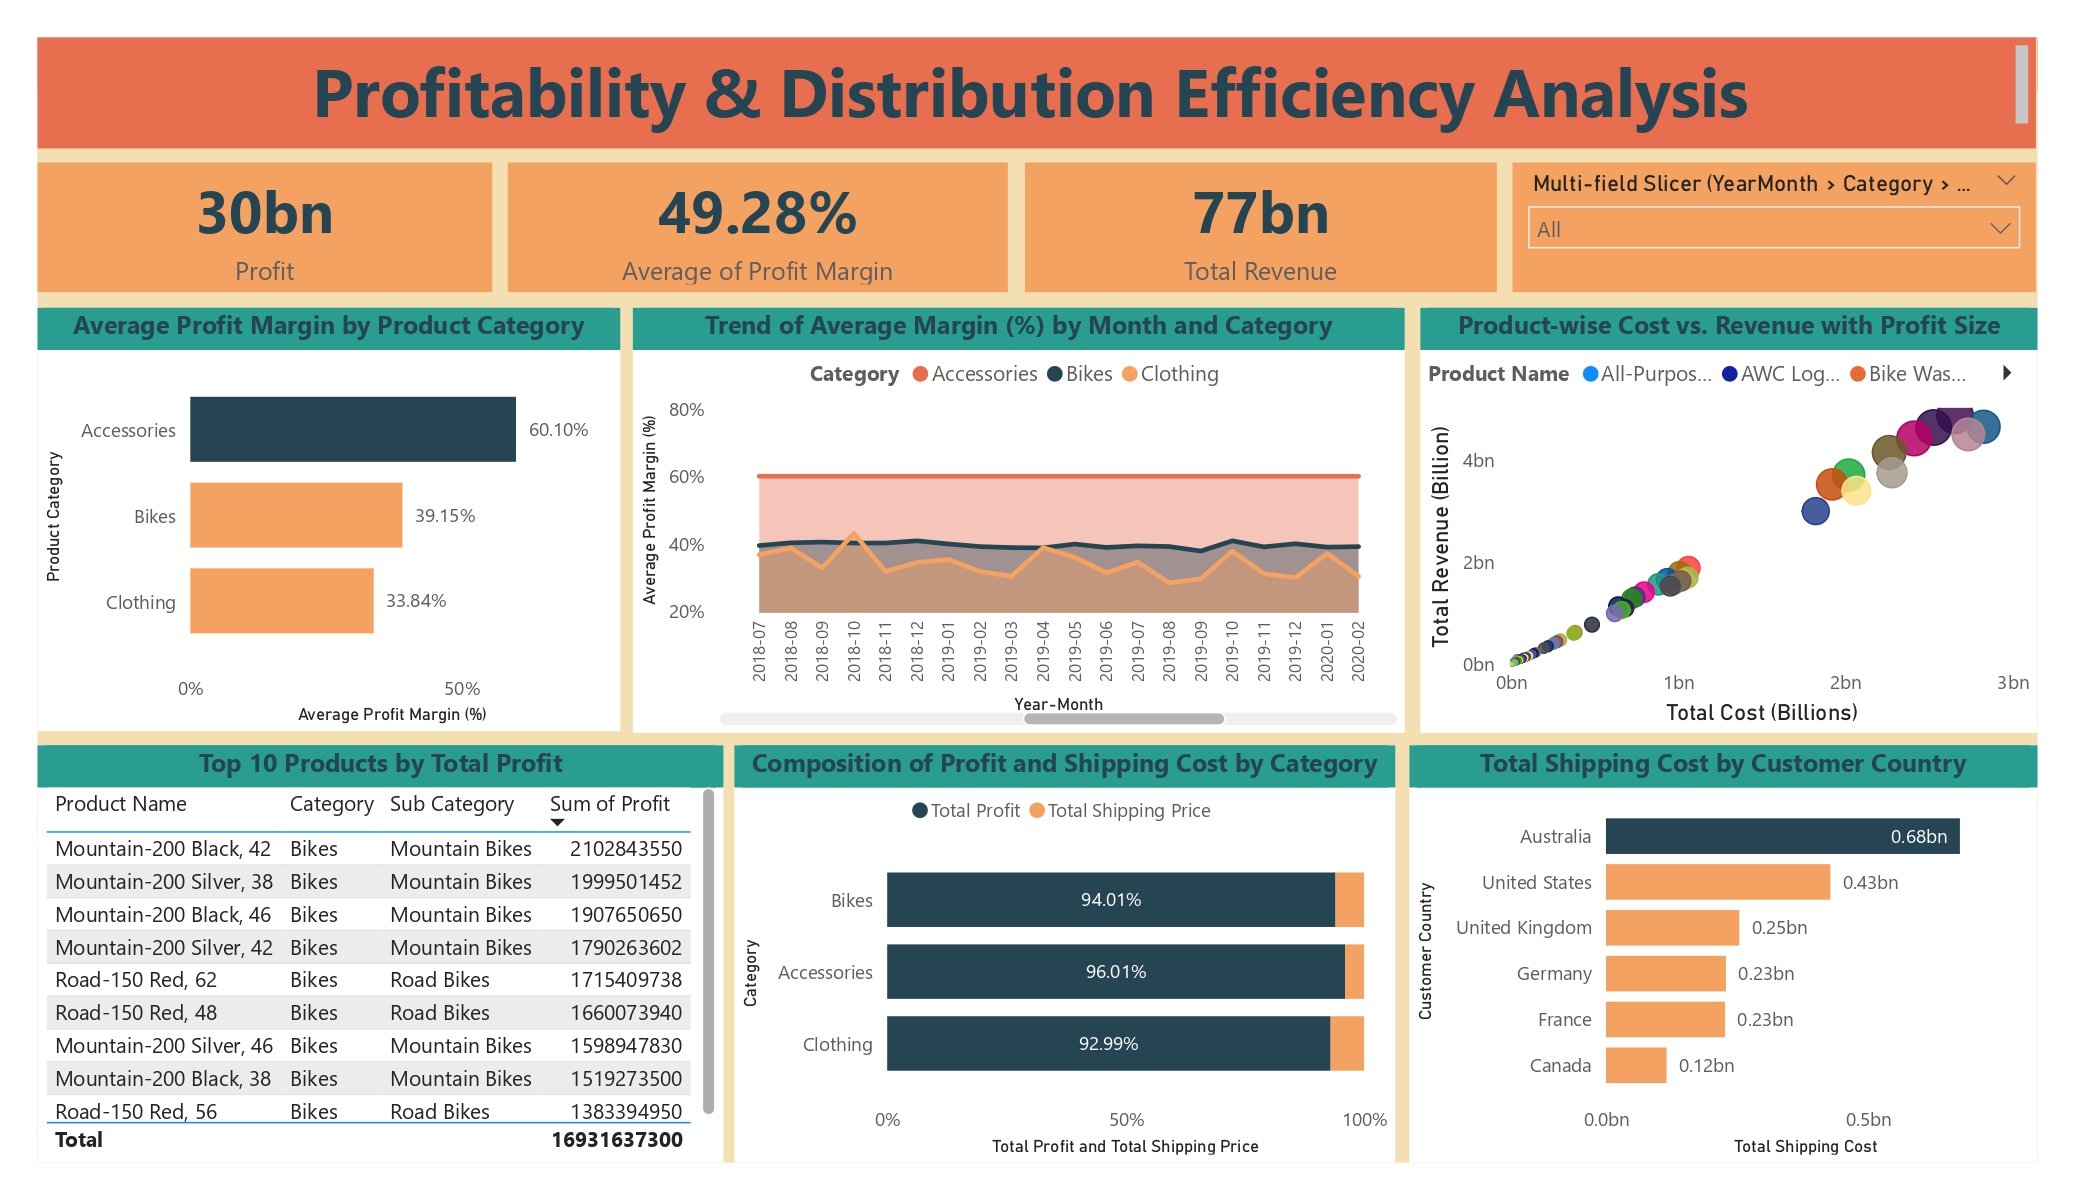 Profitability & Distribution Efficiency Analysis
30bn
Profit
49.28%
Average of Profit Margin
77bn
Total Revenue
Multi-field Slicer (YearMonth > Category > ...
All
Average Profit Margin by Product Category
Product Category
Accessories
60.10%
Bikes
39.15%
Clothing
33.84%
0%
50%
Average Profit Margin (%)
Trend of Average Margin (%) by Month and Category
Category Accessories Bikes Clothing
Average Profit Margin (%)
80%
60%
40%
20%
2018-07
2018-08
2018-09
2018-10
2018-11
2018-12
2019-01
2019-02
2019-03
2019-04
2019-05
2019-06
2019-07
2019-08
2019-09
2019-10
2019-11
2019-12
2020-01
2020-02
Year-Month
Product-wise Cost vs. Revenue with Profit Size
Product Name All-Purpos... AWC Log... Bike Was...
Total Revenue (Billion)
4bn
2bn
0bn
0bn 1bn 2bn 3bn
Total Cost (Billions)
Top 10 Products by Total Profit
Product Name Category Sub Category Sum of Profit
Mountain-200 Black, 42 Bikes Mountain Bikes 2102843550
Mountain-200 Silver, 38 Bikes Mountain Bikes 1999501452
Mountain-200 Black, 46 Bikes Mountain Bikes 1907650650
Mountain-200 Silver, 42 Bikes Mountain Bikes 1790263602
Road-150 Red, 62 Bikes Road Bikes 1715409738
Road-150 Red, 48 Bikes Road Bikes 1660073940
Mountain-200 Silver, 46 Bikes Mountain Bikes 1598947830
Mountain-200 Black, 38 Bikes Mountain Bikes 1519273500
Road-150 Red, 56 Bikes Road Bikes 1383394950
Total 16931637300
Composition of Profit and Shipping Cost by Category
Total Profit Total Shipping Price
Category
Bikes
94.01%
Accessories
96.01%
Clothing
92.99%
0% 50% 100%
Total Profit and Total Shipping Price
Total Shipping Cost by Customer Country
Customer Country
Australia 0.68bn
United States 0.43bn
United Kingdom 0.25bn
Germany 0.23bn
France 0.23bn
Canada 0.12bn
0.0bn 0.5bn
Total Shipping Cost